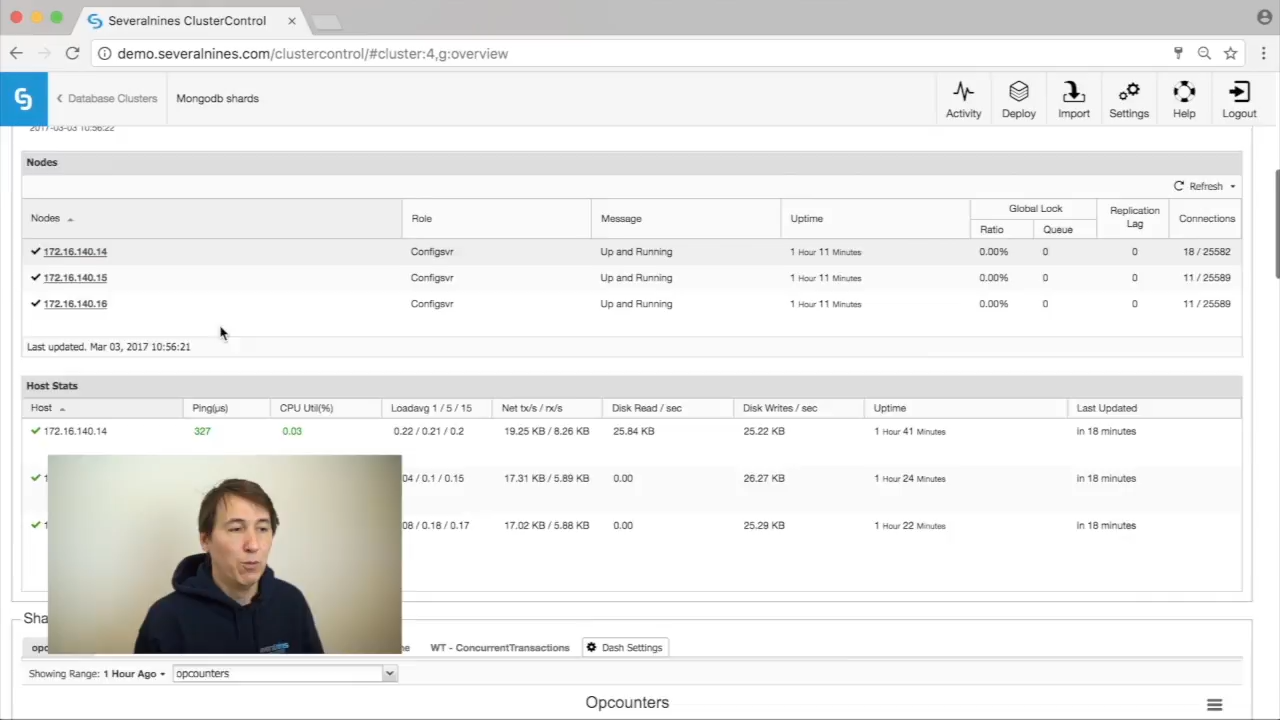 Severalnines ClusterControl
demo.severalnines.com/clustercontrol/#cluster:4,g:overview
Database Clusters
Mongodb shards
Activity
Deploy
Import
Settings
Help
Logout
2017-03-03 10:56:22
Nodes
Refresh
Nodes Role Message Uptime Global Lock Replication Lag Connections
Ratio Queue
172.16.140.14 Configsvr Up and Running 1 Hour 11 Minutes 0.00% 0 0 18 / 25582
172.16.140.15 Configsvr Up and Running 1 Hour 11 Minutes 0.00% 0 0 11 / 25589
172.16.140.16 Configsvr Up and Running 1 Hour 11 Minutes 0.00% 0 0 11 / 25589
Last updated. Mar 03, 2017 10:56:21
Host Stats
Host Ping(µs) CPU Util(%) Loadavg 1 / 5 / 15 Net tx/s / rx/s Disk Read / sec Disk Writes / sec Uptime Last Updated
172.16.140.14 327 0.03 0.22 / 0.21 / 0.2 19.25 KB / 8.26 KB 25.84 KB 25.22 KB 1 Hour 41 Minutes in 18 minutes
04 / 0.1 / 0.15 17.31 KB / 5.89 KB 0.00 26.27 KB 1 Hour 24 Minutes in 18 minutes
08 / 0.18 / 0.17 17.02 KB / 5.88 KB 0.00 25.29 KB 1 Hour 22 Minutes in 18 minutes
Sha
opc
WT - ConcurrentTransactions
Dash Settings
Showing Range: 1 Hour Ago
opcounters
Opcounters